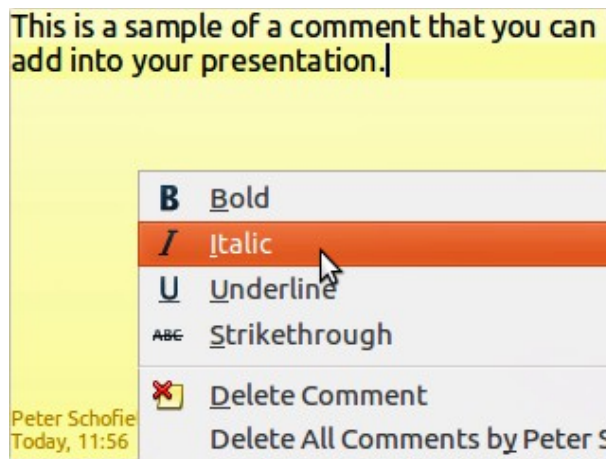 This is a sample of a comment that you can
add into your presentation.
B Bold
I Italic
U Underline
ABC Strikethrough
Delete Comment
Peter Schofie
Today, 11:56
Delete All Comments by Peter S